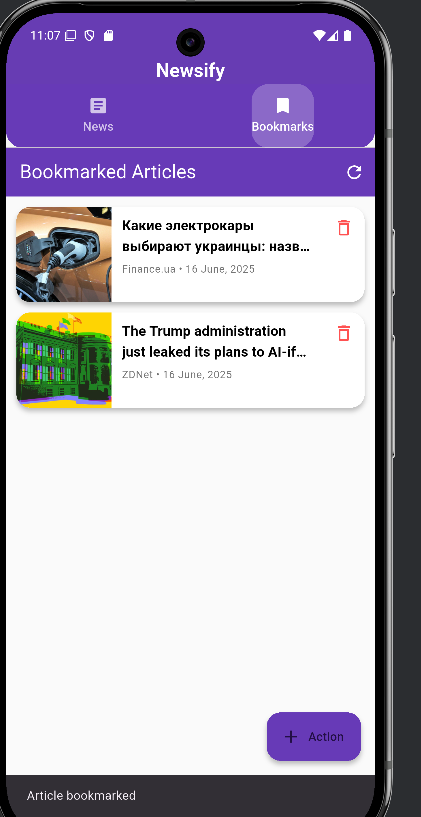 11:07
Newsify
News
Bookmarks
Bookmarked Articles
Какие электрокары
выбирают украинцы: назв…
Finance.ua • 16 June, 2025
The Trump administration
just leaked its plans to AI-if…
ZDNet • 16 June, 2025
+ Action
Article bookmarked